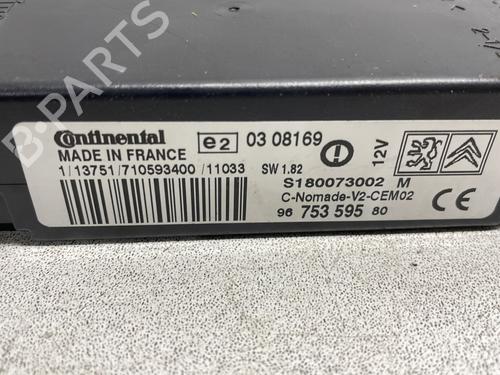 B-PARTS
Continental
e2
03 08169
12V
MADE IN FRANCE
1/13751/710593400/11033
SW 1.82
S180073002 M
C-Nomade-V2-CEM02
96 753 595 80
CE